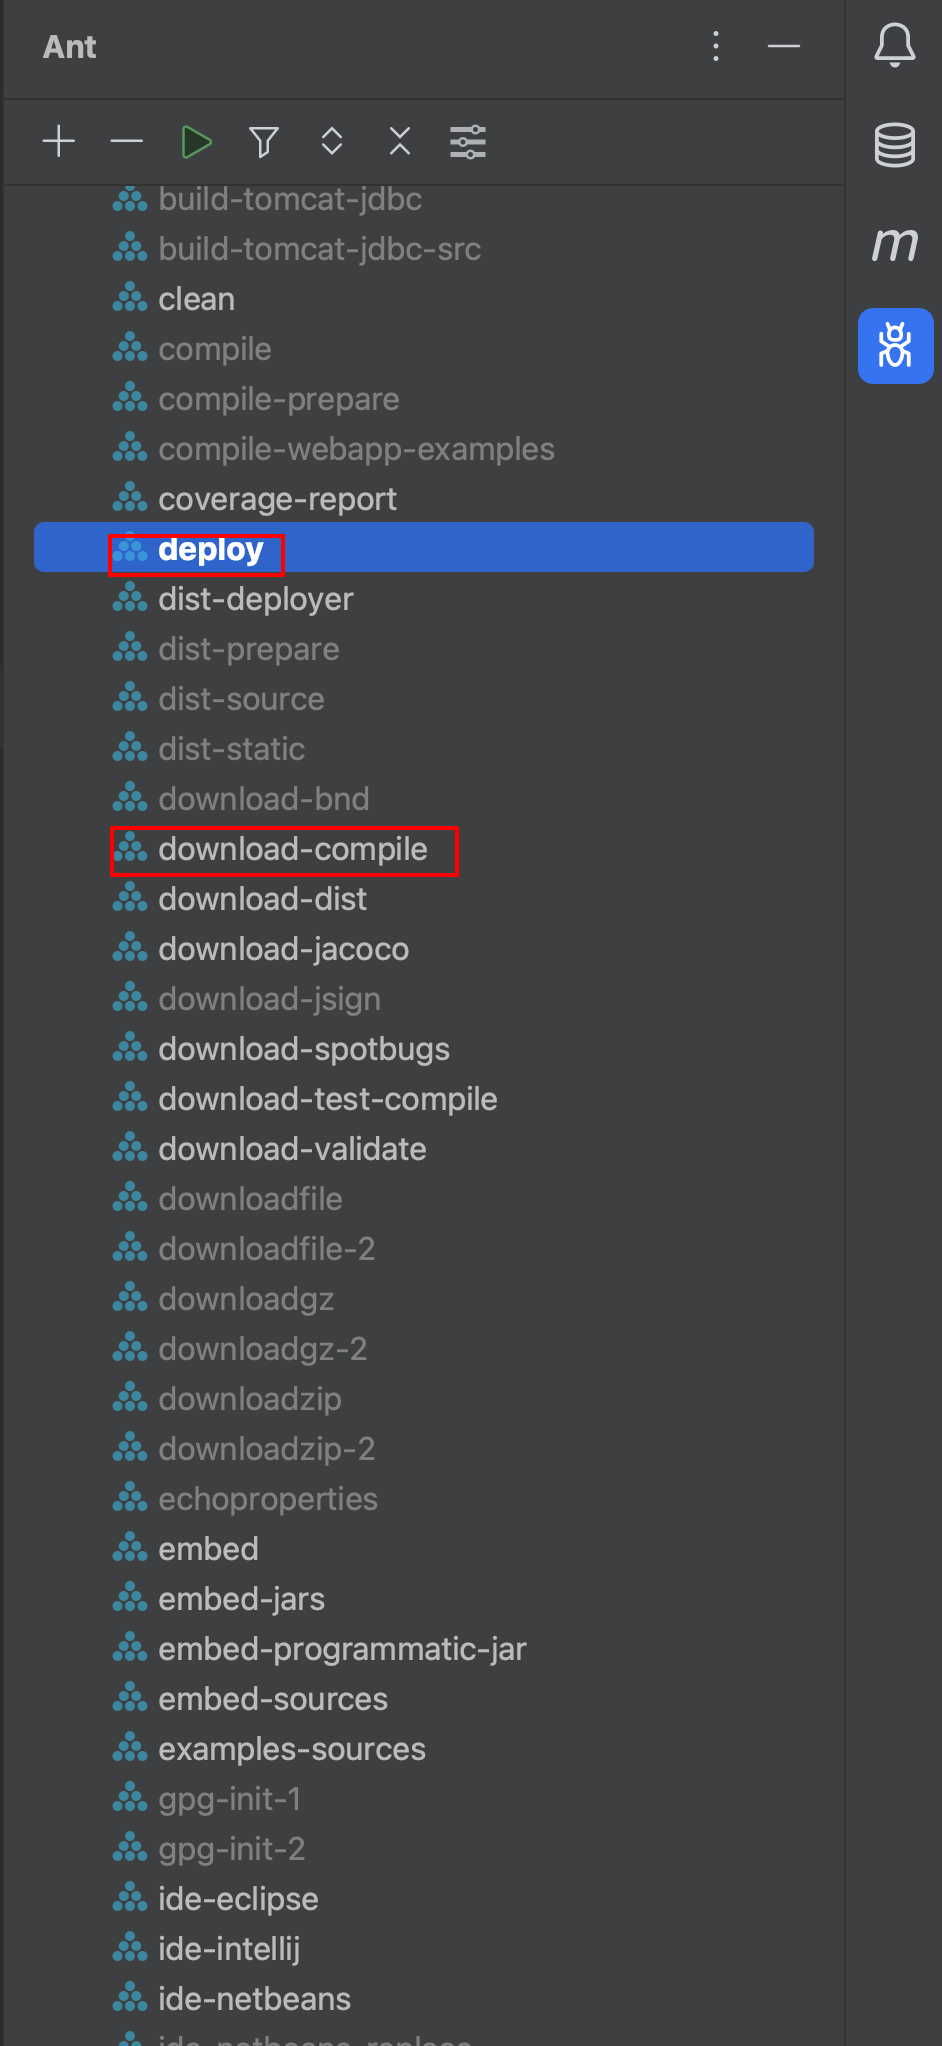 Ant
build-tomcat-jdbc
build-tomcat-jdbc-src
clean
compile
compile-prepare
compile-webapp-examples
coverage-report
deploy
dist-deployer
dist-prepare
dist-source
dist-static
download-bnd
download-compile
download-dist
download-jacoco
download-jsign
download-spotbugs
download-test-compile
download-validate
downloadfile
downloadfile-2
downloadgz
downloadgz-2
downloadzip
downloadzip-2
echoproperties
embed
embed-jars
embed-programmatic-jar
embed-sources
examples-sources
gpg-init-1
gpg-init-2
ide-eclipse
ide-intellij
ide-netbeans
ide-netbeans-replace